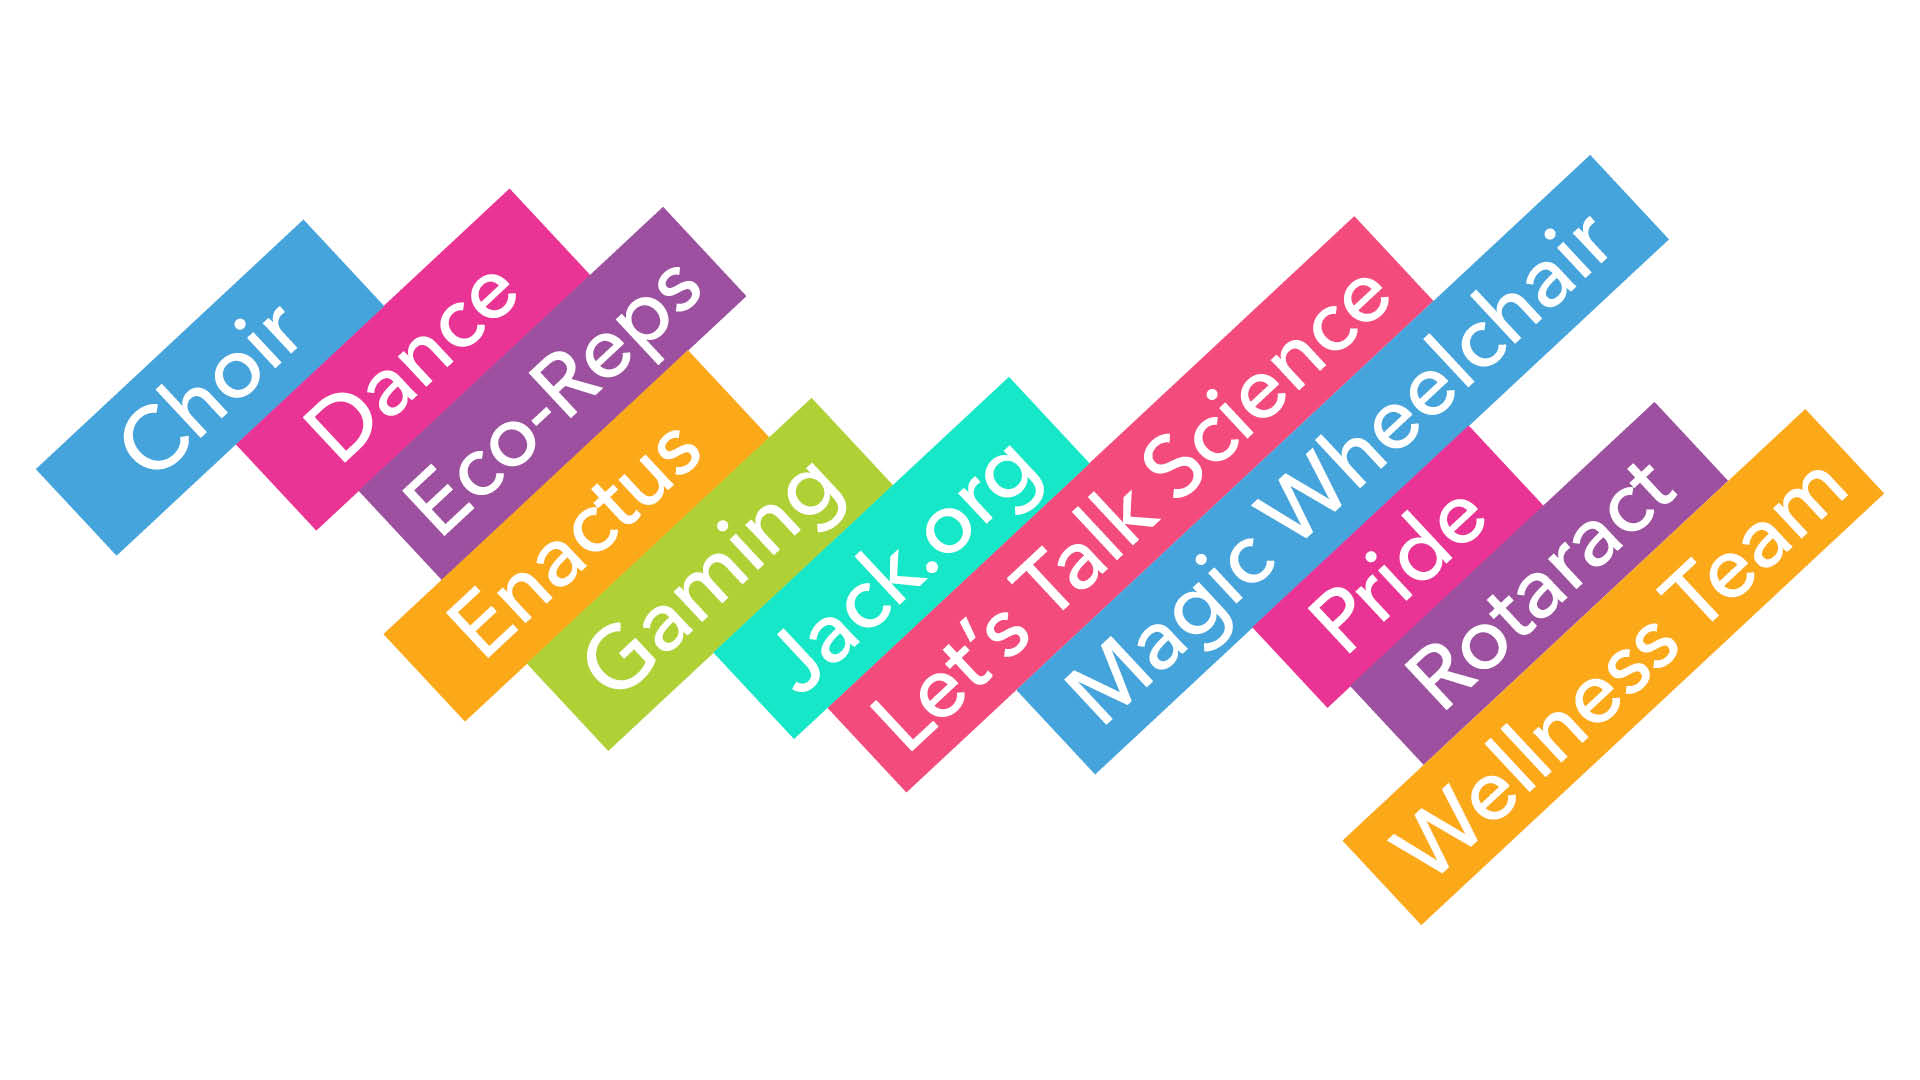 Choir
Dance
Eco-Reps
Enactus
Gaming
Jack.org
Let's Talk Science
Magic Wheelchair
Pride
Rotaract
Wellness Team